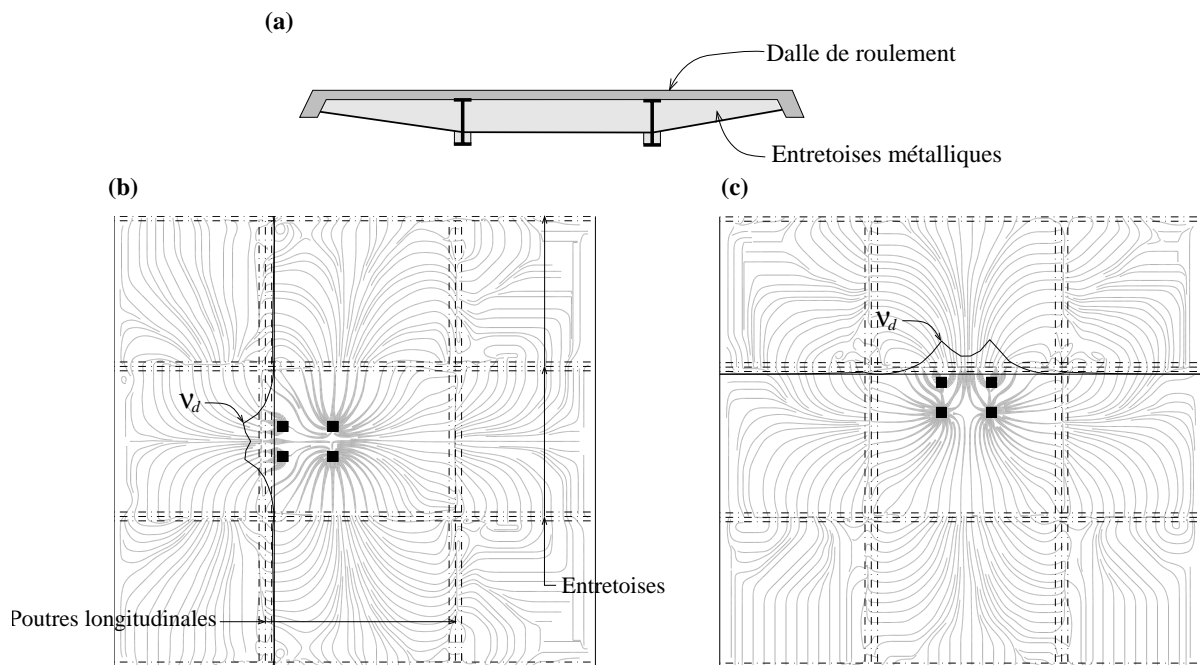 (a)
Dalle de roulement
Entretoises métalliques
(b)
(c)
νd
νd
Entretoises
Poutres longitudinales